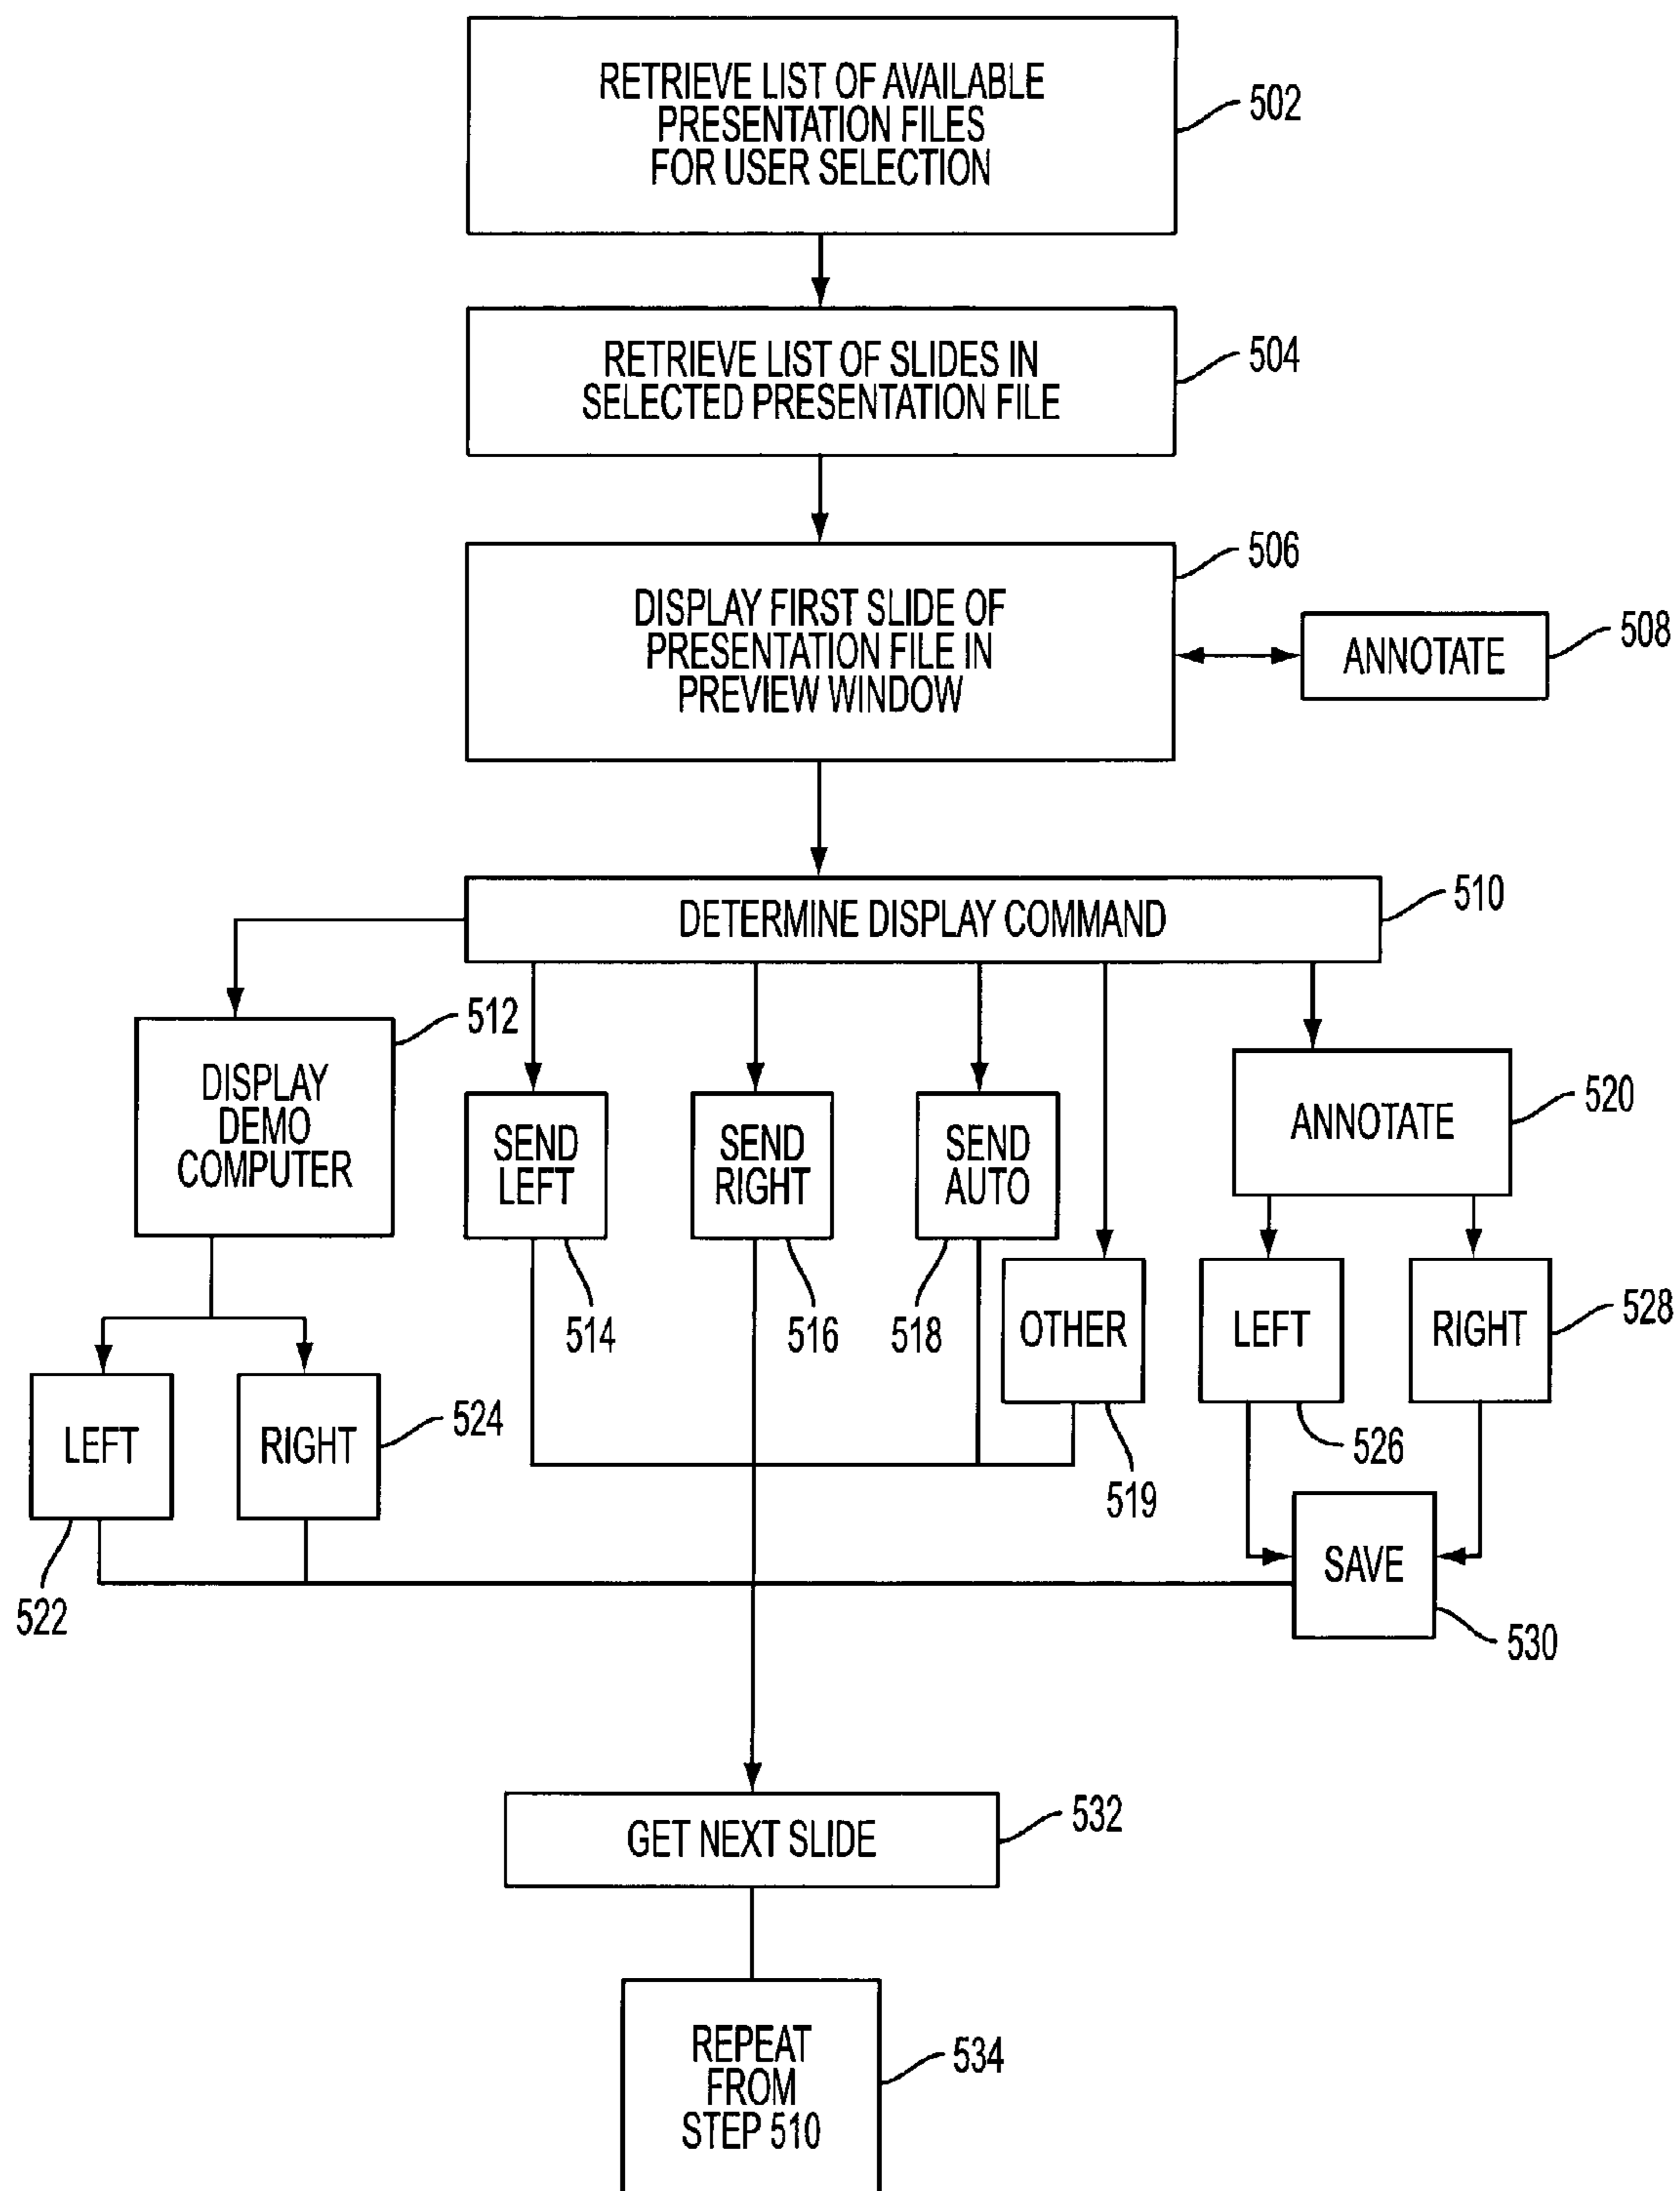 RETRIEVE LIST OF AVAILABLE
PRESENTATION FILES
FOR USER SELECTION
502
RETRIEVE LIST OF SLIDES IN
SELECTED PRESENTATION FILE
504
DISPLAY FIRST SLIDE OF
PRESENTATION FILE IN
PREVIEW WINDOW
506
ANNOTATE
508
DETERMINE DISPLAY COMMAND
510
DISPLAY
DEMO
COMPUTER
512
SEND
LEFT
514
SEND
RIGHT
516
SEND
AUTO
518
OTHER
519
ANNOTATE
520
LEFT
522
RIGHT
524
LEFT
526
RIGHT
528
SAVE
530
GET NEXT SLIDE
532
REPEAT
FROM
STEP 510
534